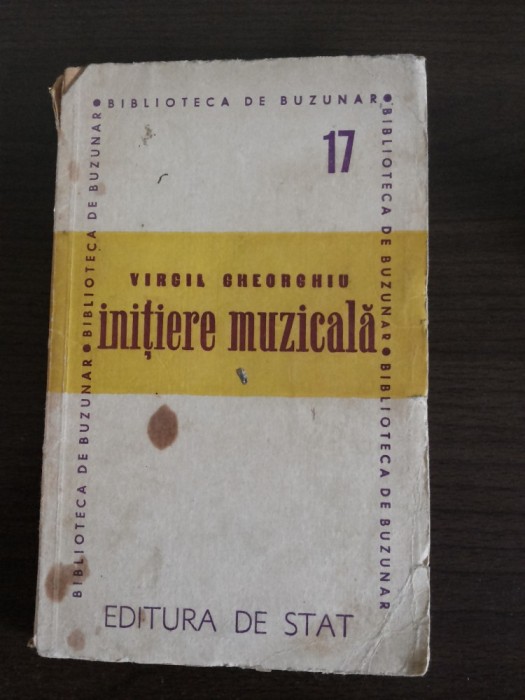 ● BIBLIOTECA DE BUZUNAR ●
17
BIBLIOTECA DE BUZUNAR ● BIBLIOTECA DE BUZUNAR
BIBLIOTECA DE BUZUNAR ● BIBLIOTECA DE BUZUNAR
VIRGIL GHEORGHIU
inițiere muzicală
EDITURA DE STAT